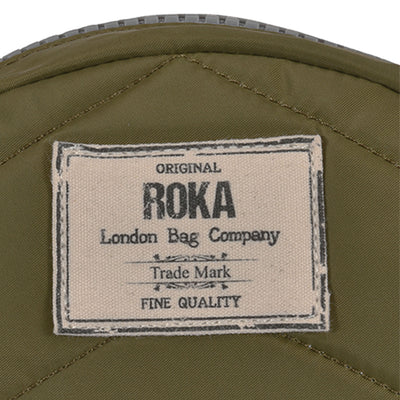 ORIGINAL
ROKA
London Bag Company
Trade Mark
FINE QUALITY